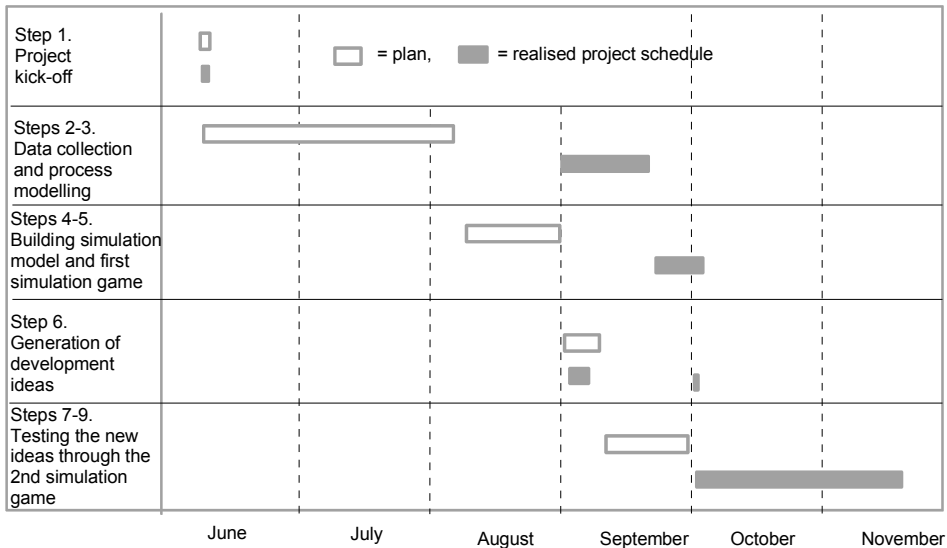 Step 1.
Project
kick-off
= plan,
= realised project schedule
Steps 2-3.
Data collection
and process
modelling
Steps 4-5.
Building simulation
model and first
simulation game
Step 6.
Generation of
development
ideas
Steps 7-9.
Testing the new
ideas through the
2nd simulation
game
June
July
August
September
October
November